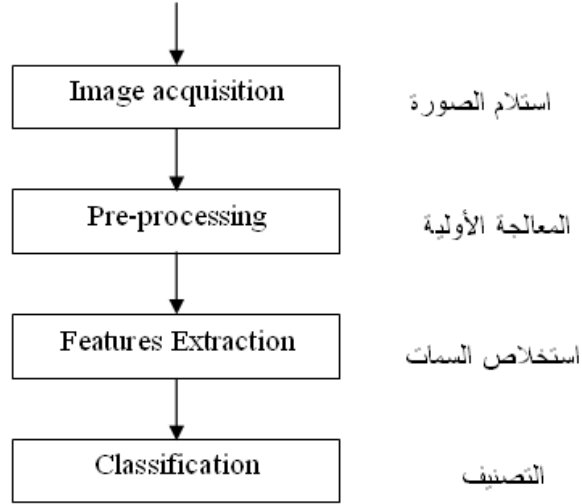 Image acquisition
استلام الصورة
Pre-processing
المعالجة الأولية
Features Extraction
استخلاص السمات
Classification
التصنيف